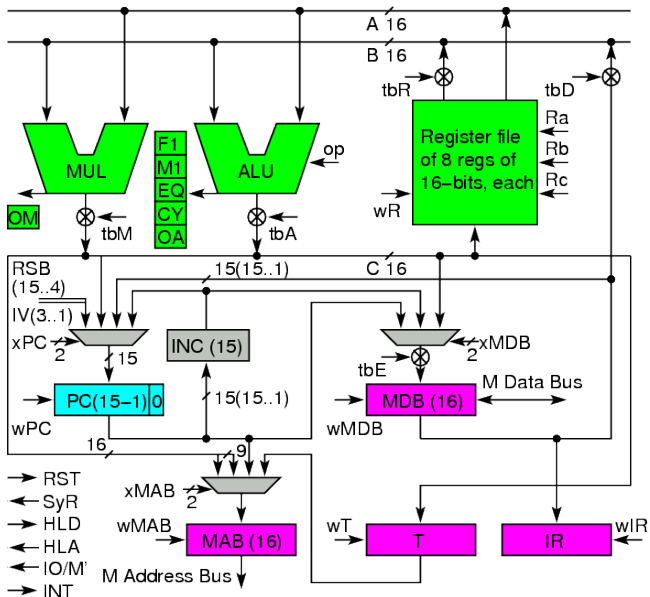 A 16
B 16
tbR
tbD
MUL
ALU
op
F1
M1
EQ
CY
OA
OM
Register file
of 8 regs of
16−bits, each
Ra
Rb
Rc
wR
tbM
tbA
RSB
(15..4)
IV(3..1)
15(15..1)
C 16
xPC
2
15
INC (15)
xMDB
2
tbE
PC(15−1)
0
wPC
15(15..1)
MDB (16)
wMDB
M Data Bus
16
9
xMAB
2
wMAB
MAB (16)
M Address Bus
wT
T
IR
wIR
RST
SyR
HLD
HLA
IO/M'
INT